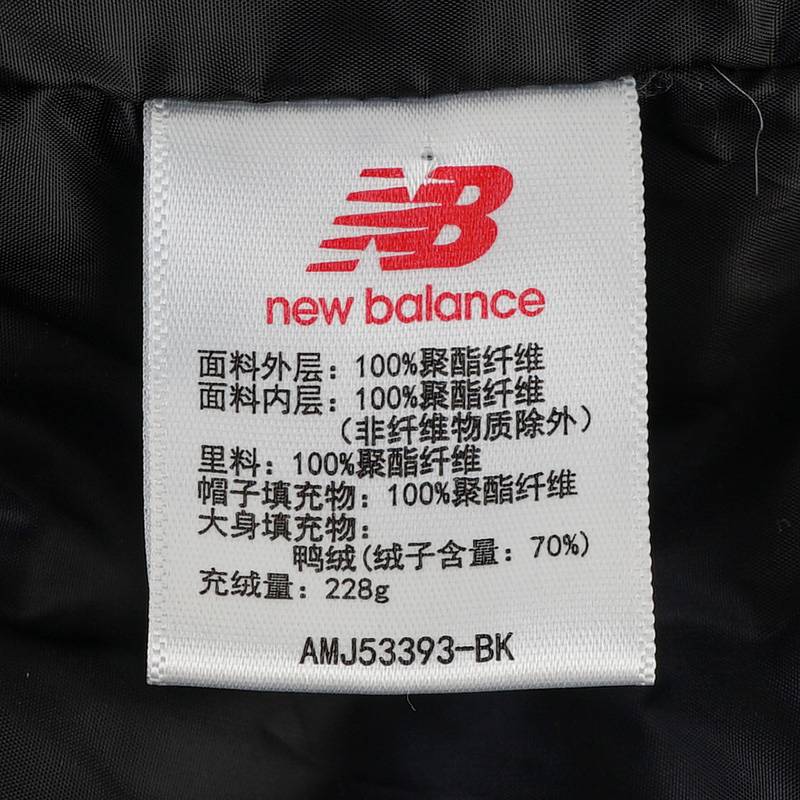 NB
new balance
面料外层：100%聚酯纤维
面料内层：100%聚酯纤维
（非纤维物质除外）
里料：100%聚酯纤维
帽子填充物：100%聚酯纤维
大身填充物：
鸭绒(绒子含量：70%)
充绒量：228g
AMJ53393-BK